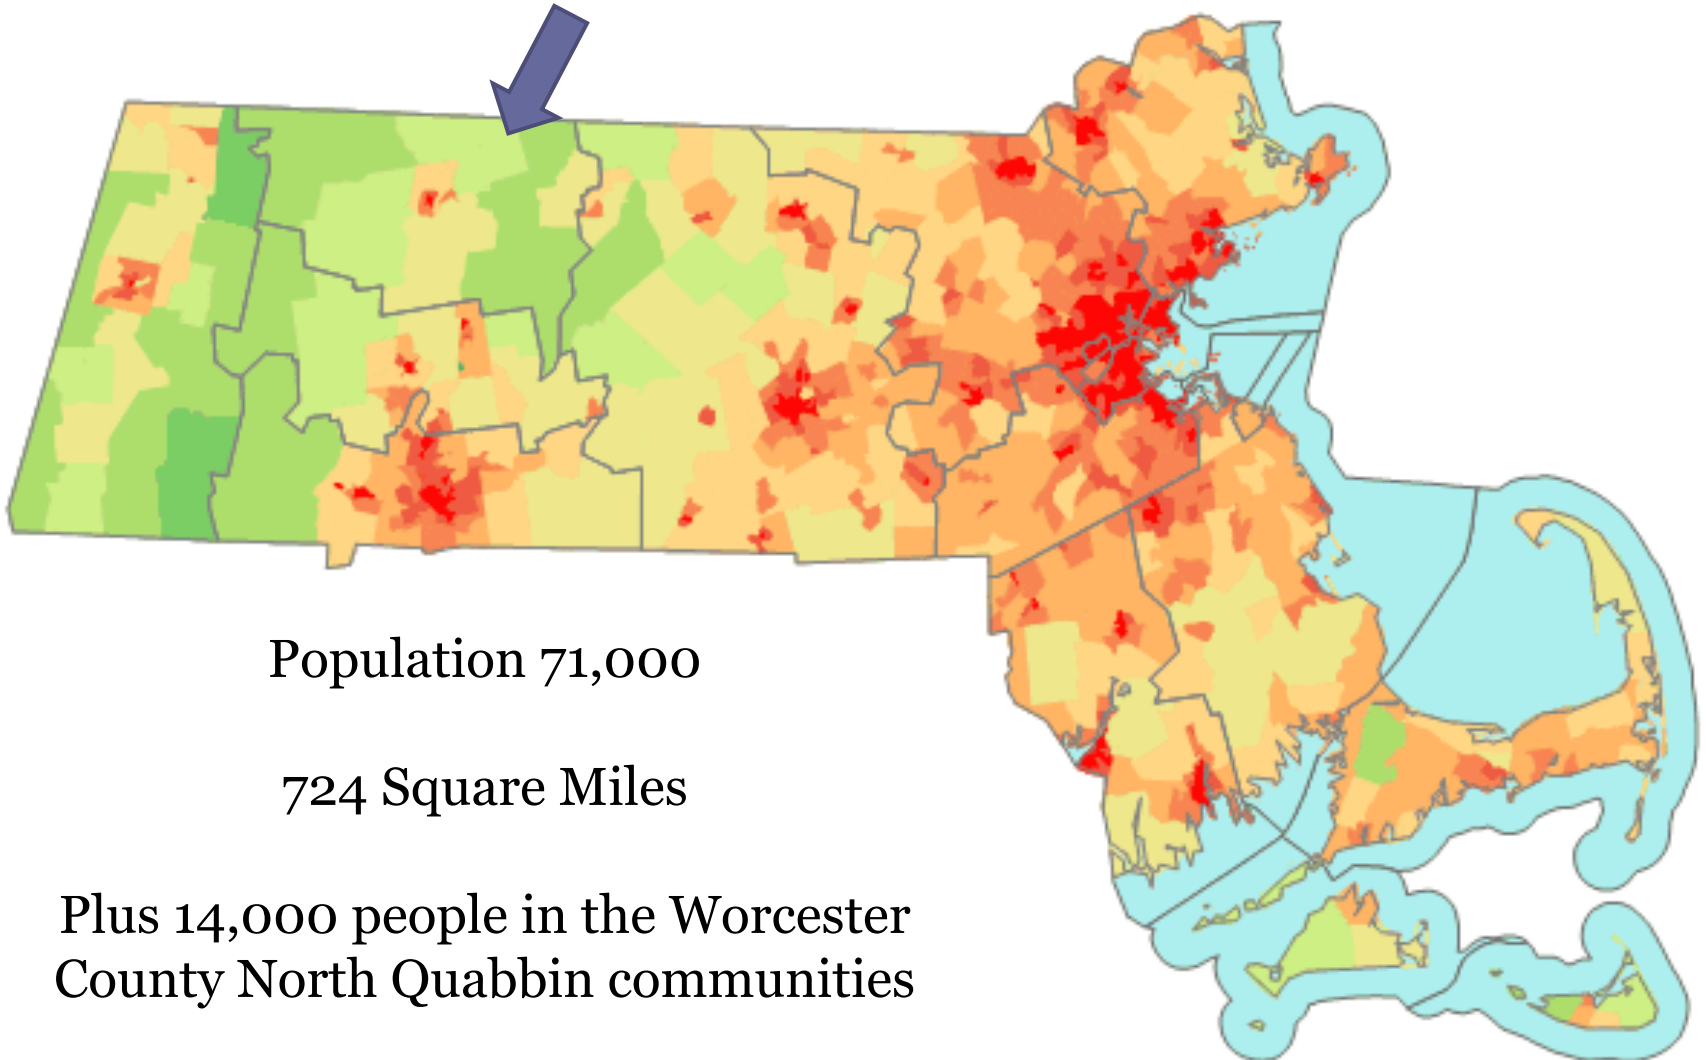 Population 71,000
724 Square Miles
Plus 14,000 people in the Worcester
County North Quabbin communities